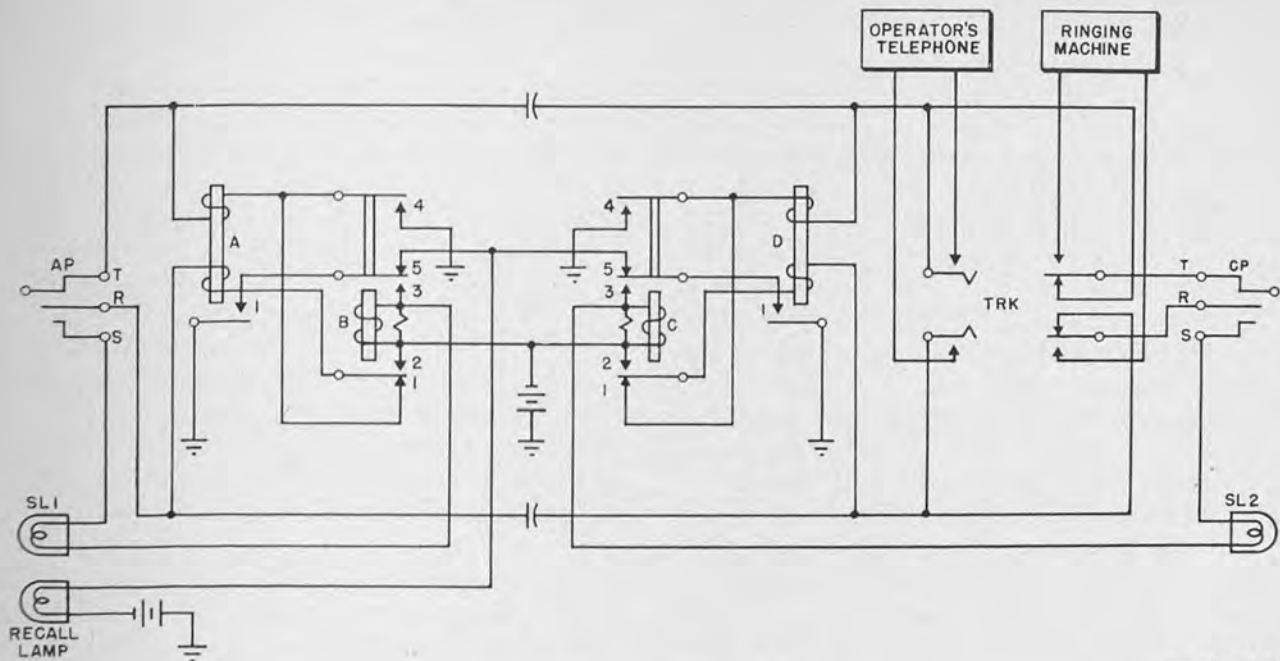 OPERATOR'S
TELEPHONE
RINGING
MACHINE
A
4
5
3
1
B
2
1
4
5
3
D
1
C
2
1
AP
T
R
S
TRK
T
CP
R
S
SL1
SL2
RECALL
LAMP